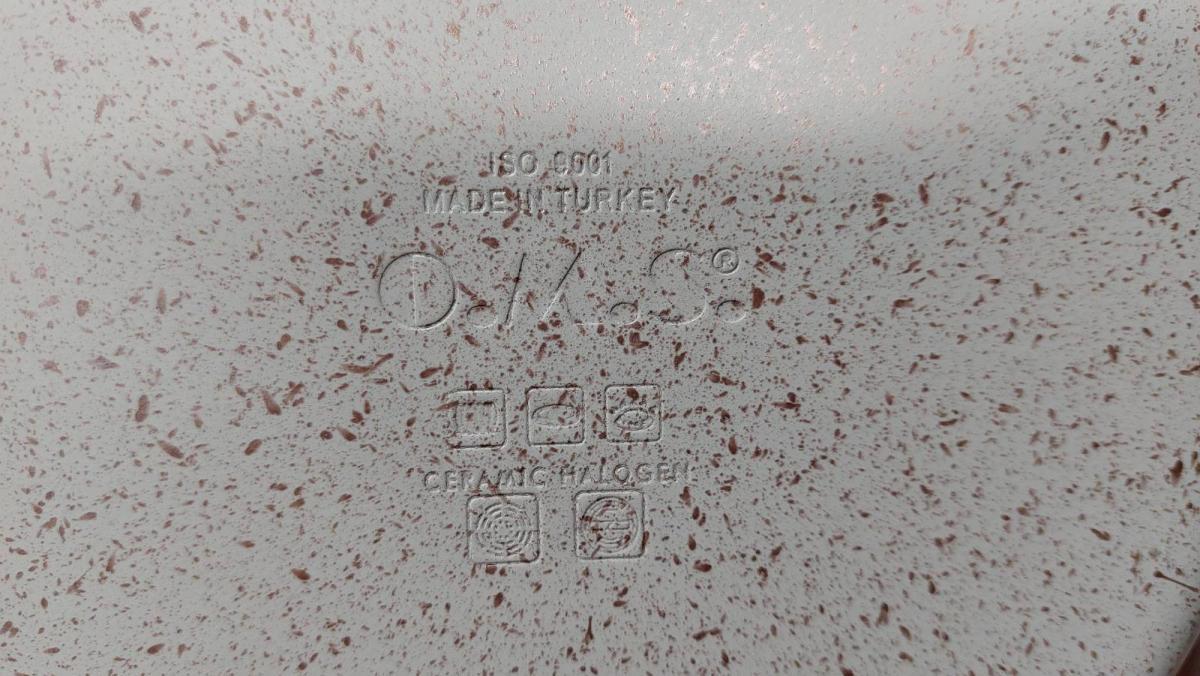 ISO 9001
MADE IN TURKEY
O.M.S.®
CERAMIC HALOGEN